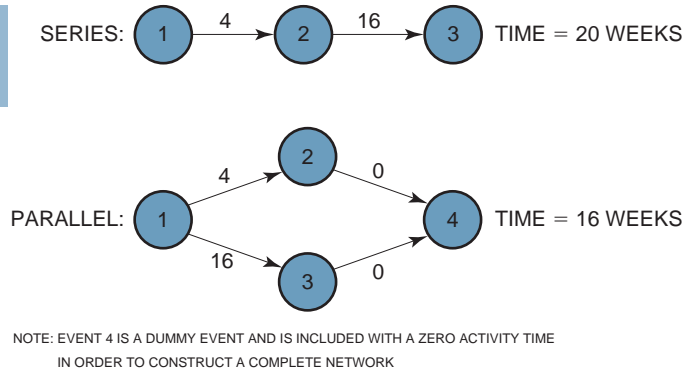 SERIES: 1 4 2 16 3 TIME = 20 WEEKS
2
4 0
PARALLEL: 1 4 TIME = 16 WEEKS
16 0
3
NOTE: EVENT 4 IS A DUMMY EVENT AND IS INCLUDED WITH A ZERO ACTIVITY TIME
IN ORDER TO CONSTRUCT A COMPLETE NETWORK